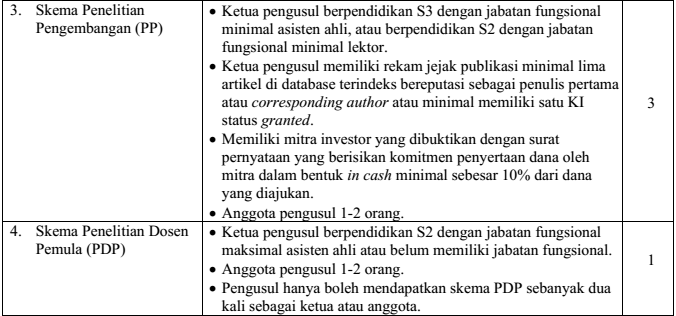 3. Skema Penelitian Pengembangan (PP)
• Ketua pengusul berpendidikan S3 dengan jabatan fungsional
minimal asisten ahli, atau berpendidikan S2 dengan jabatan
fungsional minimal lektor.
• Ketua pengusul memiliki rekam jejak publikasi minimal lima
artikel di database terindeks bereputasi sebagai penulis pertama
atau corresponding author atau minimal memiliki satu KI
status granted.
• Memiliki mitra investor yang dibuktikan dengan surat
pernyataan yang berisikan komitmen penyertaan dana oleh
mitra dalam bentuk in cash minimal sebesar 10% dari dana
yang diajukan.
• Anggota pengusul 1-2 orang.
3
4. Skema Penelitian Dosen
Pemula (PDP)
• Ketua pengusul berpendidikan S2 dengan jabatan fungsional
maksimal asisten ahli atau belum memiliki jabatan fungsional.
• Anggota pengusul 1-2 orang.
• Pengusul hanya boleh mendapatkan skema PDP sebanyak dua
kali sebagai ketua atau anggota.
1